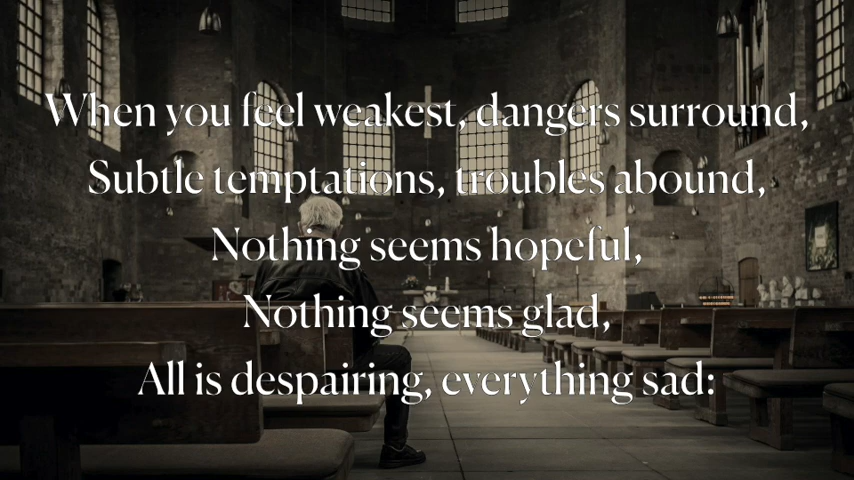 When you feel weakest, dangers surround,
Subtle temptations, troubles abound,
Nothing seems hopeful,
Nothing seems glad,
All is despairing, everything sad: